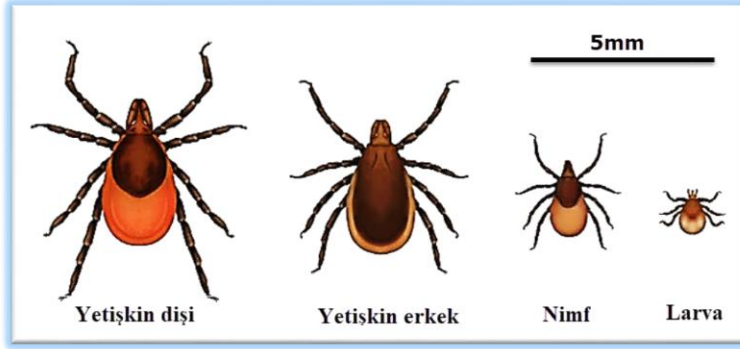 5mm
Yetişkin dişi
Yetişkin erkek
Nimf
Larva